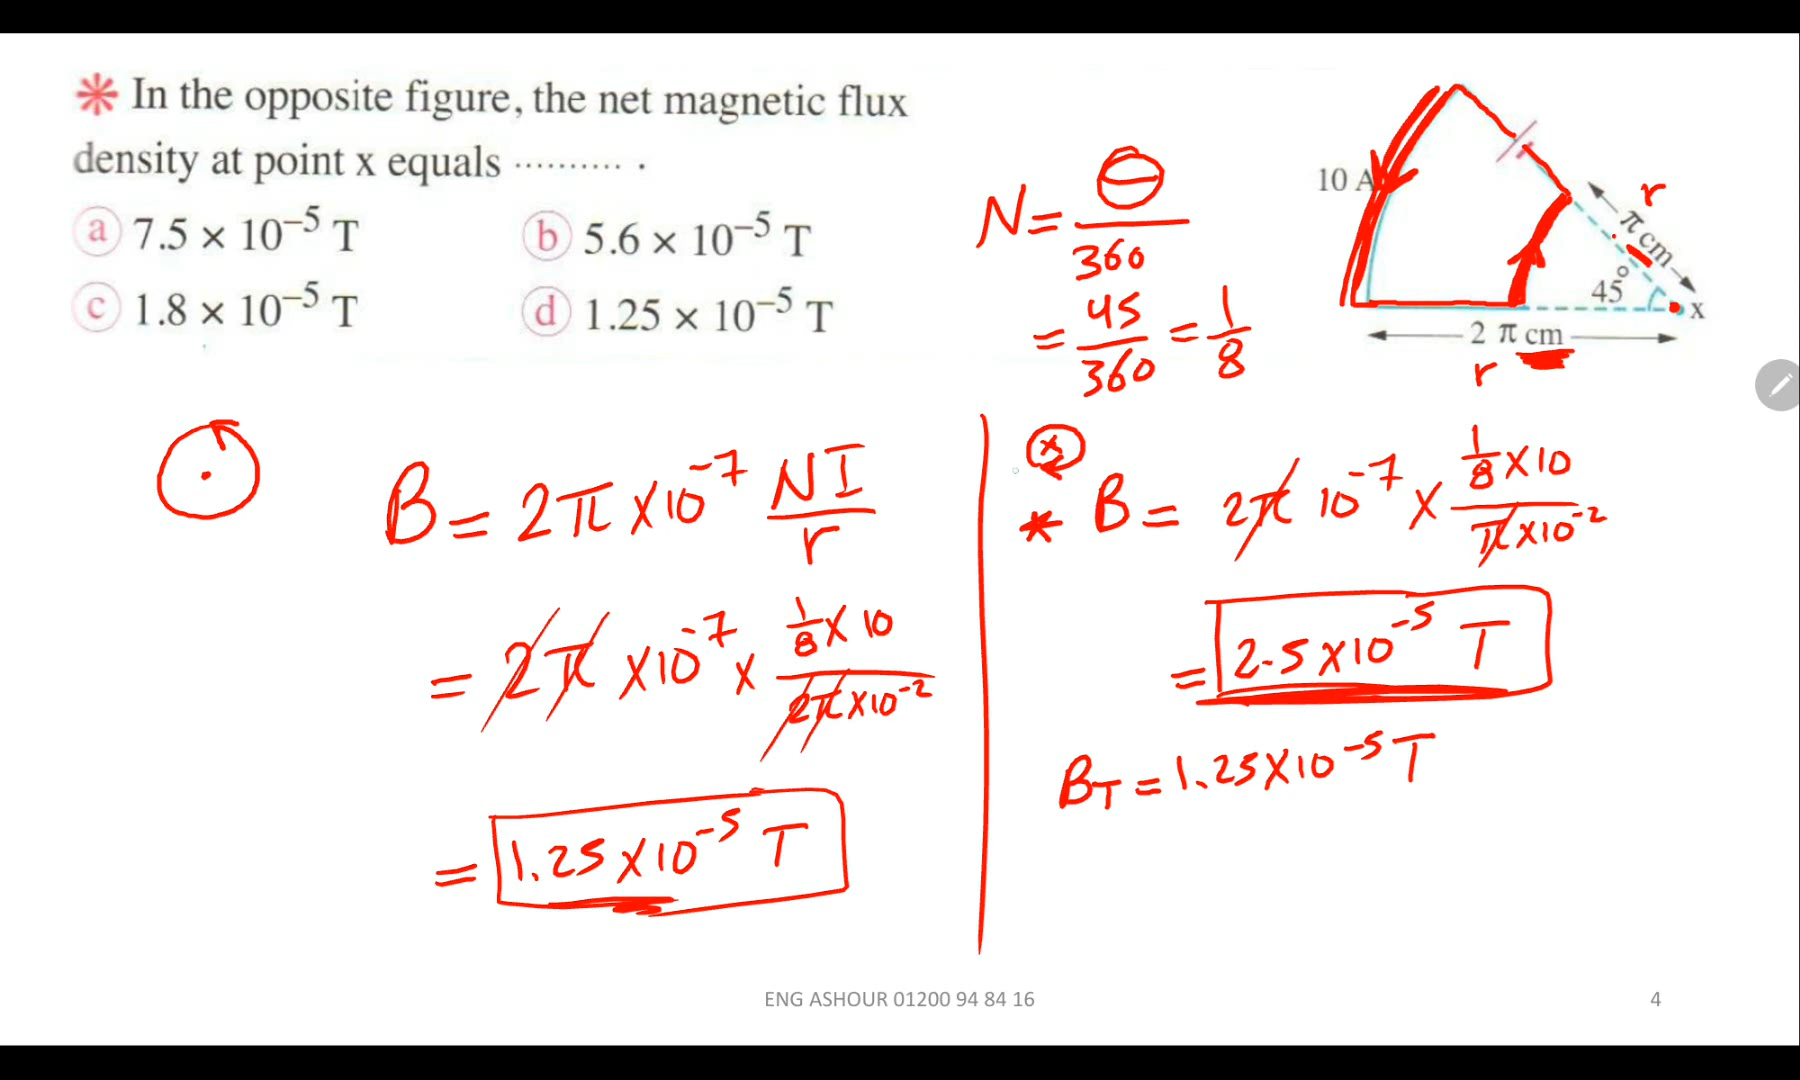 ✱ In the opposite figure, the net magnetic flux
density at point x equals .......... .
a 7.5 × 10⁻⁵ T
b 5.6 × 10⁻⁵ T
c 1.8 × 10⁻⁵ T
d 1.25 × 10⁻⁵ T
10 A
r
π cm
45°
x
2 π cm
r
N = θ/360
= 45/360 = 1/8
B = 2π × 10⁻⁷ NI/r
= 2π × 10⁻⁷ × (1/8 × 10)/(2π × 10⁻²)
= 1.25 × 10⁻⁵ T
x
* B = 2π 10⁻⁷ × (1/8 × 10)/(π × 10⁻²)
= 2.5 × 10⁻⁵ T
B_T = 1.25 × 10⁻⁵ T
ENG ASHOUR 01200 94 84 16
4